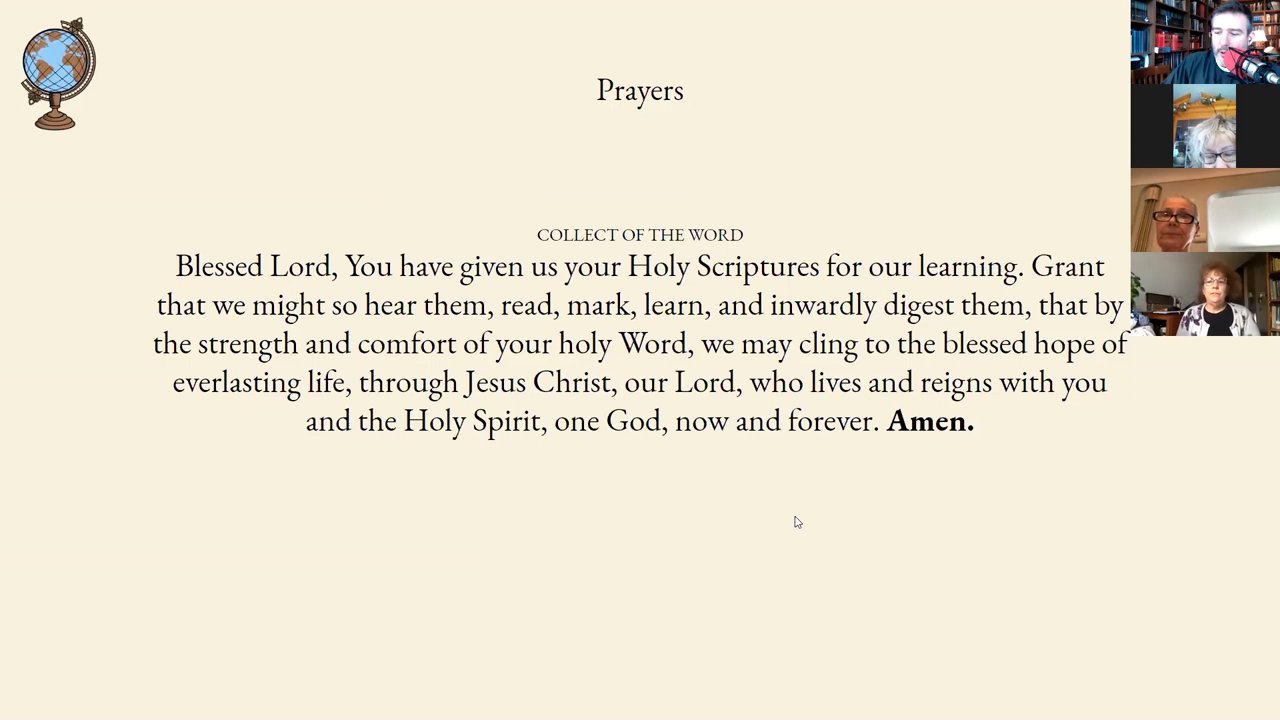 Prayers
COLLECT OF THE WORD
Blessed Lord, You have given us your Holy Scriptures for our learning. Grant
that we might so hear them, read, mark, learn, and inwardly digest them, that by
the strength and comfort of your holy Word, we may cling to the blessed hope of
everlasting life, through Jesus Christ, our Lord, who lives and reigns with you
and the Holy Spirit, one God, now and forever. Amen.